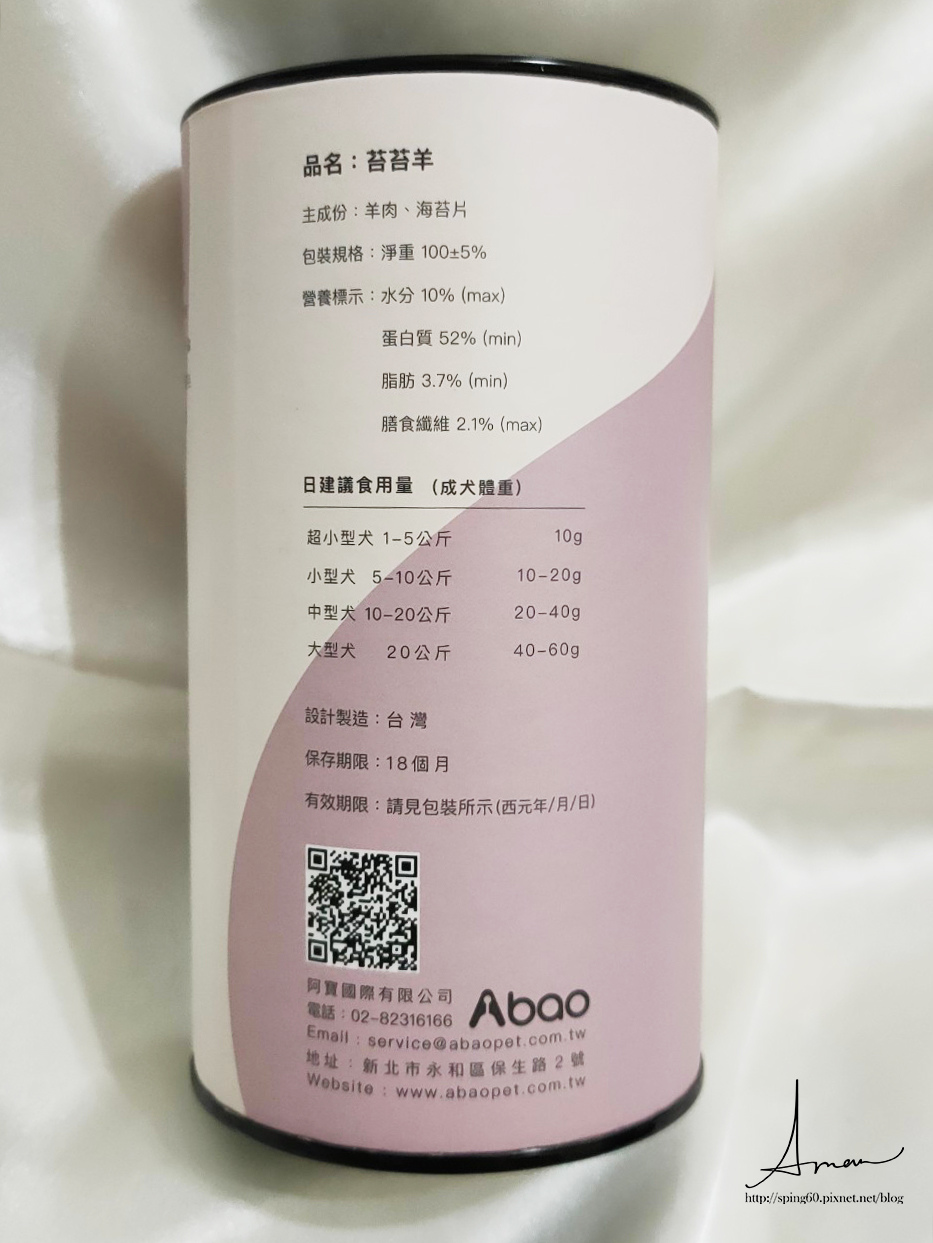 品名：苔苔羊
主成份：羊肉、海苔片
包裝規格：淨重 100±5%
營養標示：水分 10% (max)
蛋白質 52% (min)
脂肪 3.7% (min)
膳食纖維 2.1% (max)
日建議食用量 （成犬體重）
超小型犬 1-5公斤 10g
小型犬 5-10公斤 10-20g
中型犬 10-20公斤 20-40g
大型犬 20公斤 40-60g
設計製造：台灣
保存期限：18個月
有效期限：請見包裝所示(西元年/月/日)
阿寶國際有限公司
Abao
電話：02-82316166
Email : service@abaopet.com.tw
地址：新北市永和區保生路2號
Website : www.abaopet.com.tw
http://sping60.pixnet.net/blog